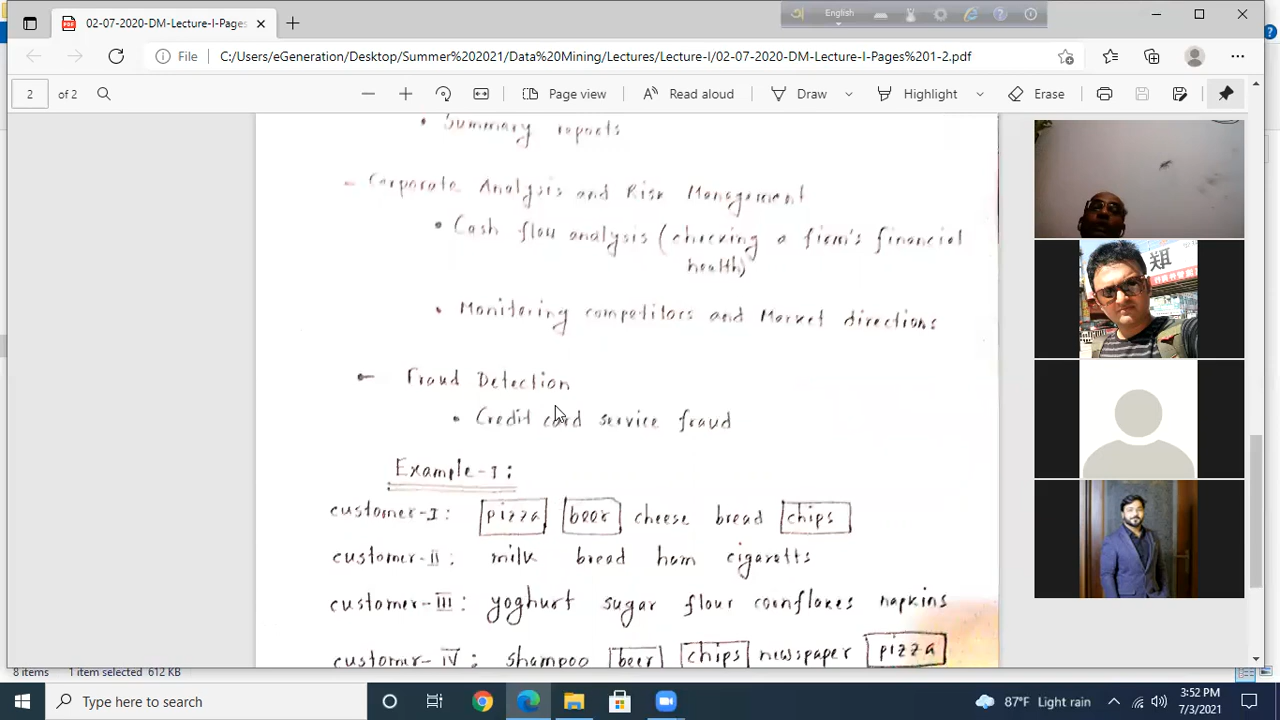 02-07-2020-DM-Lecture-I-Pages
English
File
C:/Users/eGeneration/Desktop/Summer%202021/Data%20Mining/Lectures/Lecture-I/02-07-2020-DM-Lecture-I-Pages%201-2.pdf
2 of 2
Page view
Read aloud
Draw
Highlight
Erase
• Summary reports
- Corporate Analysis and Risk Management
• Cash flow analysis (checking a firm's financial
health)
• Monitoring competitors and Market directions
- Fraud Detection
• Credit card service fraud
Example-I:
customer-I: pizza beer cheese bread chips
customer-II: milk bread ham cigaretts
customer-III: yoghurt sugar flour cornflakes napkins
customer-IV: shampoo beer chips newspaper pizza
郑
8 items 1 item selected 612 KB
Type here to search
87°F Light rain
3:52 PM
7/3/2021